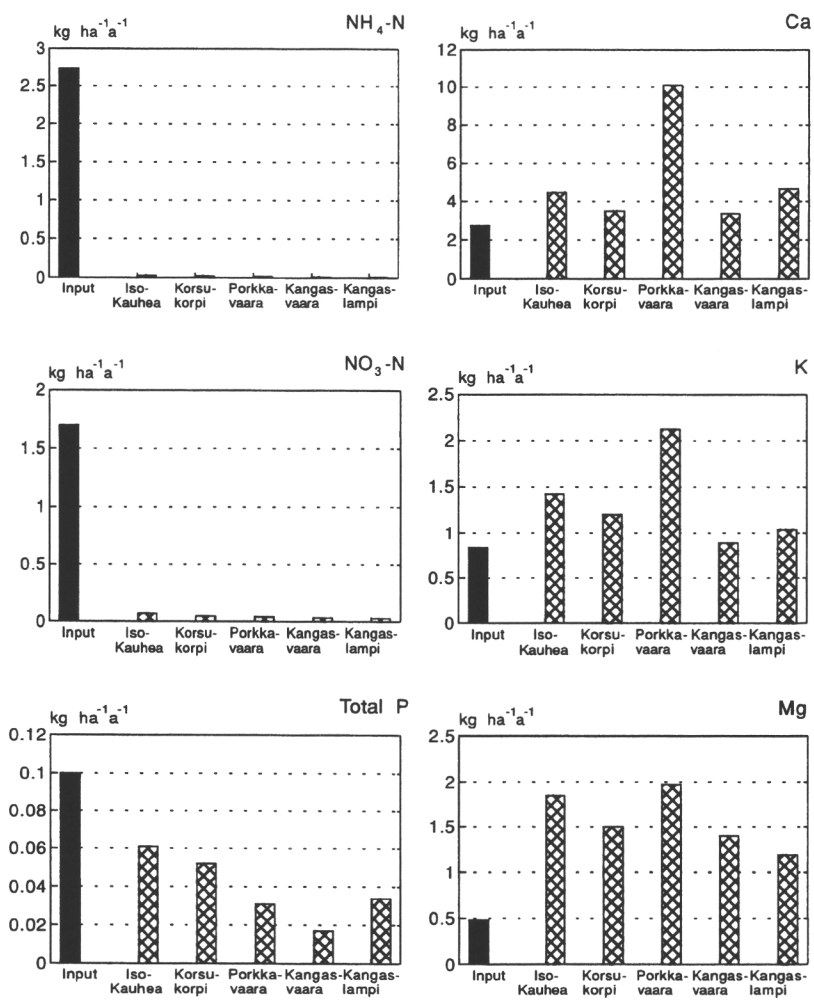 kg ha⁻¹a⁻¹ NH₄-N
3
2.5
2
1.5
1
0.5
0
Input Iso- Korsu- Porkka- Kangas- Kangas-
Kauhea korpi vaara vaara lampi
kg ha⁻¹a⁻¹ Ca
12
10
8
6
4
2
0
Input Iso- Korsu- Porkka- Kangas- Kangas-
Kauhea korpi vaara vaara lampi
kg ha⁻¹a⁻¹ NO₃-N
2
1.5
1
0.5
0
Input Iso- Korsu- Porkka- Kangas- Kangas-
Kauhea korpi vaara vaara lampi
kg ha⁻¹a⁻¹ K
2.5
2
1.5
1
0.5
0
Input Iso- Korsu- Porkka- Kangas- Kangas-
Kauhea korpi vaara vaara lampi
kg ha⁻¹a⁻¹ Total P
0.12
0.1
0.08
0.06
0.04
0.02
0
Input Iso- Korsu- Porkka- Kangas- Kangas-
Kauhea korpi vaara vaara lampi
kg ha⁻¹a⁻¹ Mg
2.5
2
1.5
1
0.5
0
Input Iso- Korsu- Porkka- Kangas- Kangas-
Kauhea korpi vaara vaara lampi